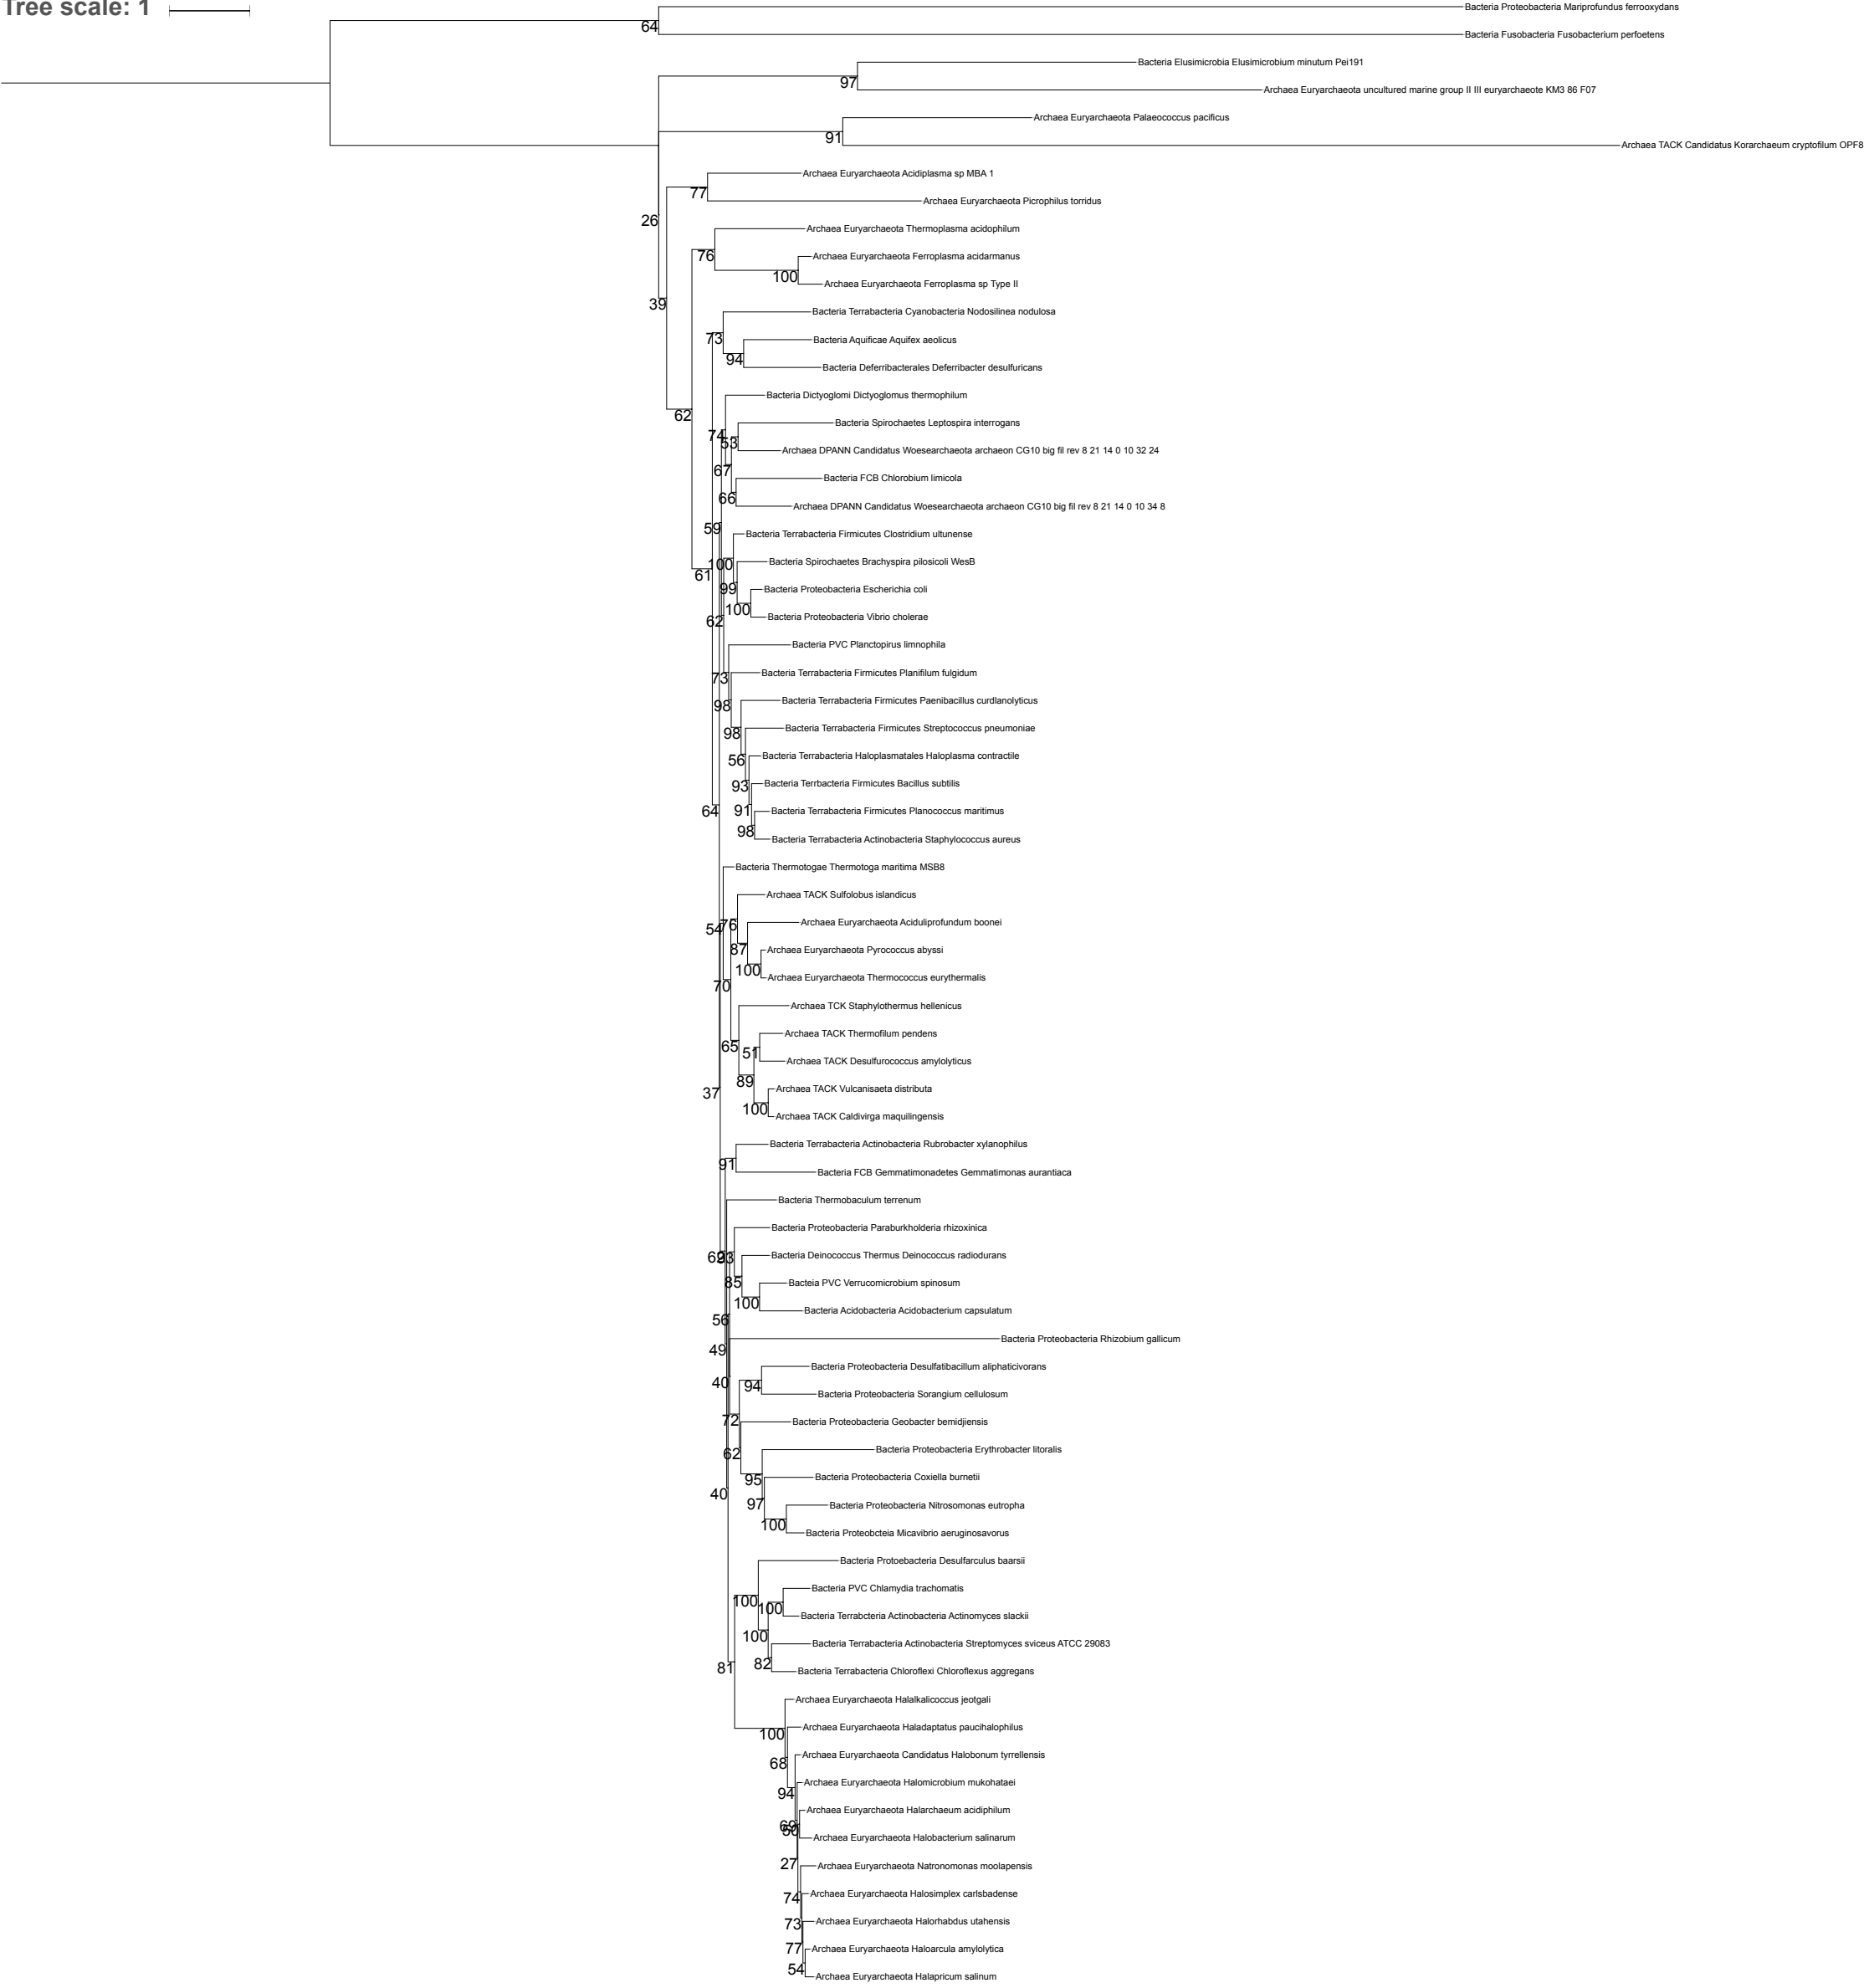 Tree scale: 1
Bacteria Proteobacteria Mariprofundus ferrooxydans
64
Bacteria Fusobacteria Fusobacterium perfoetens
Bacteria Elusimicrobia Elusimicrobium minutum Pei191
97
Archaea Euryarchaeota uncultured marine group II III euryarchaeote KM3 86 F07
Archaea Euryarchaeota Palaeococcus pacificus
91
Archaea TACK Candidatus Korarchaeum cryptofilum OPF8
Archaea Euryarchaeota Acidiplasma sp MBA 1
77
Archaea Euryarchaeota Picrophilus torridus
26
Archaea Euryarchaeota Thermoplasma acidophilum
76
Archaea Euryarchaeota Ferroplasma acidarmanus
100
Archaea Euryarchaeota Ferroplasma sp Type II
39
Bacteria Terrabacteria Cyanobacteria Nodosilinea nodulosa
73
Bacteria Aquificae Aquifex aeolicus
94
Bacteria Deferribacterales Deferribacter desulfuricans
Bacteria Dictyoglomi Dictyoglomus thermophilum
62
Bacteria Spirochaetes Leptospira interrogans
74
53
Archaea DPANN Candidatus Woesearchaeota archaeon CG10 big fil rev 8 21 14 0 10 32 24
67
Bacteria FCB Chlorobium limicola
66
Archaea DPANN Candidatus Woesearchaeota archaeon CG10 big fil rev 8 21 14 0 10 34 8
59
Bacteria Terrabacteria Firmicutes Clostridium ultunense
100
Bacteria Spirochaetes Brachyspira pilosicoli WesB
61
99
Bacteria Proteobacteria Escherichia coli
100
Bacteria Proteobacteria Vibrio cholerae
62
Bacteria PVC Planctopirus limnophila
Bacteria Terrabacteria Firmicutes Planifilum fulgidum
73
Bacteria Terrabacteria Firmicutes Paenibacillus curdlanolyticus
98
Bacteria Terrabacteria Firmicutes Streptococcus pneumoniae
98
Bacteria Terrabacteria Haloplasmatales Haloplasma contractile
56
Bacteria Terrbacteria Firmicutes Bacillus subtilis
93
Bacteria Terrabacteria Firmicutes Planococcus maritimus
64
91
98
Bacteria Terrabacteria Actinobacteria Staphylococcus aureus
Bacteria Thermotogae Thermotoga maritima MSB8
Archaea TACK Sulfolobus islandicus
Archaea Euryarchaeota Aciduliprofundum boonei
54
76
Archaea Euryarchaeota Pyrococcus abyssi
87
100
Archaea Euryarchaeota Thermococcus eurythermalis
70
Archaea TCK Staphylothermus hellenicus
Archaea TACK Thermofilum pendens
65
51
Archaea TACK Desulfurococcus amylolyticus
89
Archaea TACK Vulcanisaeta distributa
37
100
Archaea TACK Caldivirga maquilingensis
Bacteria Terrabacteria Actinobacteria Rubrobacter xylanophilus
91
Bacteria FCB Gemmatimonadetes Gemmatimonas aurantiaca
Bacteria Thermobaculum terrenum
Bacteria Proteobacteria Paraburkholderia rhizoxinica
Bacteria Deinococcus Thermus Deinococcus radiodurans
85
Bacteia PVC Verrucomicrobium spinosum
100
Bacteria Acidobacteria Acidobacterium capsulatum
56
Bacteria Proteobacteria Rhizobium gallicum
49
Bacteria Proteobacteria Desulfatibacillum aliphaticivorans
40
94
Bacteria Proteobacteria Sorangium cellulosum
72
Bacteria Proteobacteria Geobacter bemidjiensis
Bacteria Proteobacteria Erythrobacter litoralis
62
Bacteria Proteobacteria Coxiella burnetii
95
40
97
Bacteria Proteobacteria Nitrosomonas eutropha
100
Bacteria Proteobcteia Micavibrio aeruginosavorus
Bacteria Protoebacteria Desulfarculus baarsii
Bacteria PVC Chlamydia trachomatis
100
100
Bacteria Terrabcteria Actinobacteria Actinomyces slackii
100
Bacteria Terrabacteria Actinobacteria Streptomyces sviceus ATCC 29083
81
82
Bacteria Terrabacteria Chloroflexi Chloroflexus aggregans
Archaea Euryarchaeota Halalkalicoccus jeotgali
100
Archaea Euryarchaeota Haladaptatus paucihalophilus
Archaea Euryarchaeota Candidatus Halobonum tyrrellensis
68
Archaea Euryarchaeota Halomicrobium mukohataei
94
Archaea Euryarchaeota Halarchaeum acidiphilum
Archaea Euryarchaeota Halobacterium salinarum
27
Archaea Euryarchaeota Natronomonas moolapensis
74
Archaea Euryarchaeota Halosimplex carlsbadense
73
Archaea Euryarchaeota Halorhabdus utahensis
77
Archaea Euryarchaeota Haloarcula amylolytica
54
Archaea Euryarchaeota Halapricum salinum